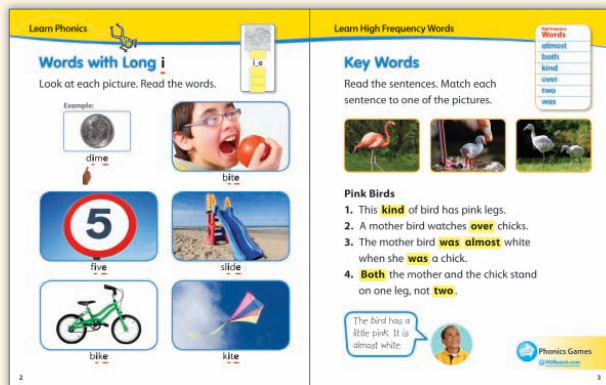 Learn Phonics
i_e
Words with Long i
Look at each picture. Read the words.
Example:
dime
bite
5
five
slide
bike
kite
2
Learn High Frequency Words
High Frequency
Words
almost
both
kind
over
two
was
Key Words
Read the sentences. Match each
sentence to one of the pictures.
Pink Birds
1. This kind of bird has pink legs.
2. A mother bird watches over chicks.
3. The mother bird was almost white
when she was a chick.
4. Both the mother and the chick stand
on one leg, not two.
The bird has a
little pink. It is
almost white.
Phonics Games
NGReach.com
3